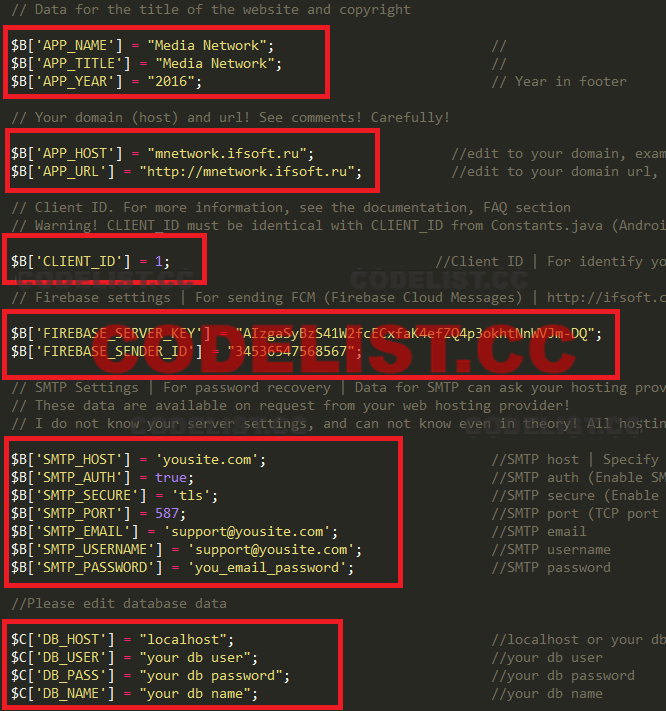 // Data for the title of the website and copyright
$B['APP_NAME'] = "Media Network"; //
$B['APP_TITLE'] = "Media Network"; //
$B['APP_YEAR'] = "2016"; // Year in footer
// Your domain (host) and url! See comments! Carefully!
$B['APP_HOST'] = "mnetwork.ifsoft.ru"; //edit to your domain, exam
$B['APP_URL'] = "http://mnetwork.ifsoft.ru"; //edit to your domain url,
// Client ID. For more information, see the documentation, FAQ section
// Warning! CLIENT_ID must be identical with CLIENT_ID from Constants.java (Androi
$B['CLIENT_ID'] = 1; //Client ID | For identify yo
CODELIST.CC CODELIST.CC
// Firebase settings | For sending FCM (Firebase Cloud Messages) | http://ifsoft.c
$B['FIREBASE_SERVER_KEY'] = "AIzgaSyBzS41W2fcECxfaK4efZQ4p3okhtNnWVJm-DQ";
$B['FIREBASE_SENDER_ID'] = "34536547568567";
CODELIST.CC
// SMTP Settings | For password recovery | Data for SMTP can ask your hosting prov
// These data are available on request from your web hosting provider!
// I do not know your server settings, and can not know even in theory! All hostin
CODELIST.CC CODELIST.CC
$B['SMTP_HOST'] = 'yousite.com'; //SMTP host | Specify
$B['SMTP_AUTH'] = true; //SMTP auth (Enable SM
$B['SMTP_SECURE'] = 'tls'; //SMTP secure (Enable
$B['SMTP_PORT'] = 587; //SMTP port (TCP port
$B['SMTP_EMAIL'] = 'support@yousite.com'; //SMTP email
$B['SMTP_USERNAME'] = 'support@yousite.com'; //SMTP username
$B['SMTP_PASSWORD'] = 'you_email_password'; //SMTP password
//Please edit database data
$C['DB_HOST'] = "localhost"; //localhost or your db
$C['DB_USER'] = "your db user"; //your db user
$C['DB_PASS'] = "your db password"; //your db password
$C['DB_NAME'] = "your db name"; //your db name